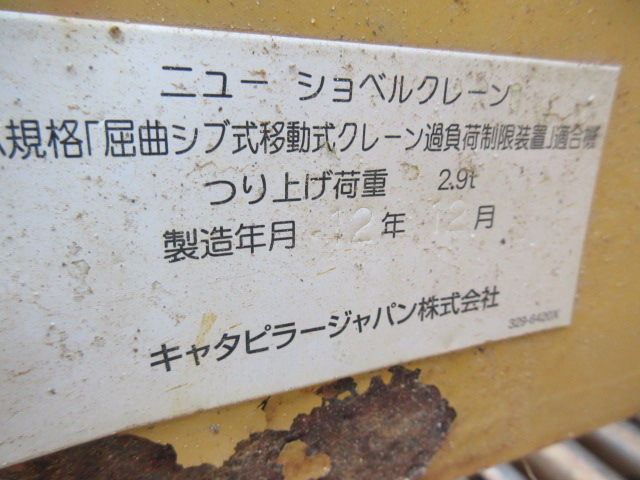 ニュー ショベルクレーン
規格「屈曲ジブ式移動式クレーン過負荷制限装置」適合機
つり上げ荷重 2.9t
製造年月 12年 12月
キャタピラージャパン株式会社
329-6420X